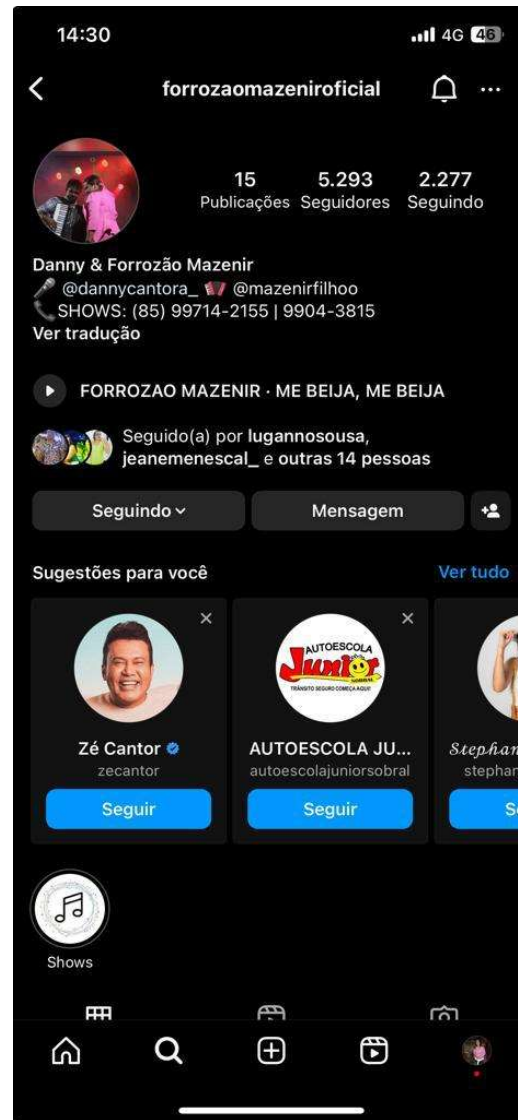 14:30
4G 46
forrozaomazeniroficial
15 5.293 2.277
Publicações Seguidores Seguindo
Danny & Forrozão Mazenir
@dannycantora_ @mazenirfilhoo
SHOWS: (85) 99714-2155 | 9904-3815
Ver tradução
FORROZAO MAZENIR · ME BEIJA, ME BEIJA
Seguido(a) por lugannosousa,
jeanemenescal_ e outras 14 pessoas
Seguindo
Mensagem
Sugestões para você
Ver tudo
Zé Cantor
zecantor
Seguir
AUTOESCOLA
Junior
SOBRAL
TRÂNSITO SEGURO COMEÇA AQUI!
AUTOESCOLA JU...
autoescolajuniorsobral
Seguir
Stephan
stephan
Shows